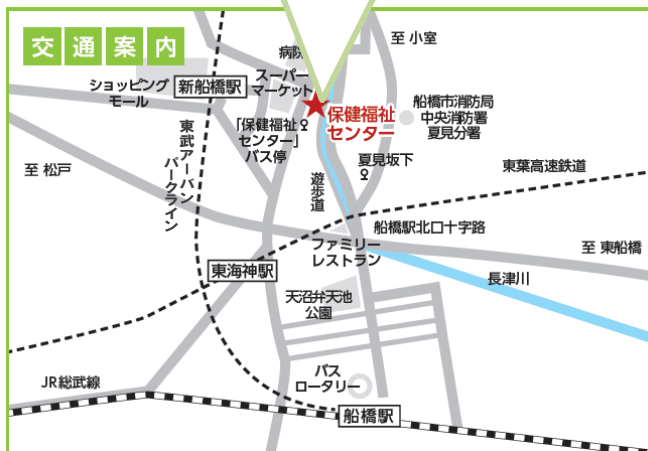 交通案内
至 小室
病院
ショッピング
モール
新船橋駅
スーパー
マーケット
保健福祉
センター
船橋市消防局
中央消防署
夏見分署
「保健福祉
センター」
バス停
夏見坂下
東武アーバン
パークライン
至 松戸
遊歩道
東葉高速鉄道
船橋駅北口十字路
ファミリー
レストラン
至 東船橋
東海神駅
長津川
天沼弁天池
公園
バス
ロータリー
JR総武線
船橋駅